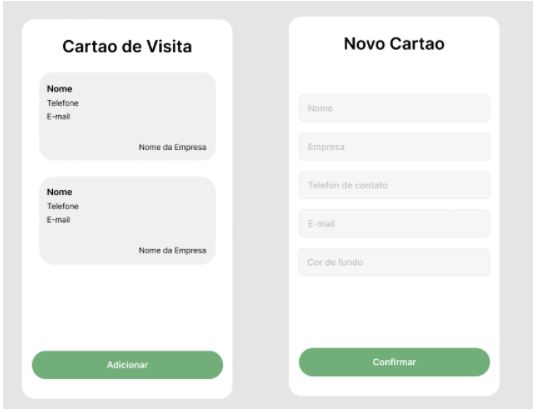 Cartao de Visita
Nome
Telefone
E-mail
Nome da Empresa
Nome
Telefone
E-mail
Nome da Empresa
Adicionar
Novo Cartao
Nome
Empresa
Telefon de contato
E-mail
Cor de fundo
Confirmar